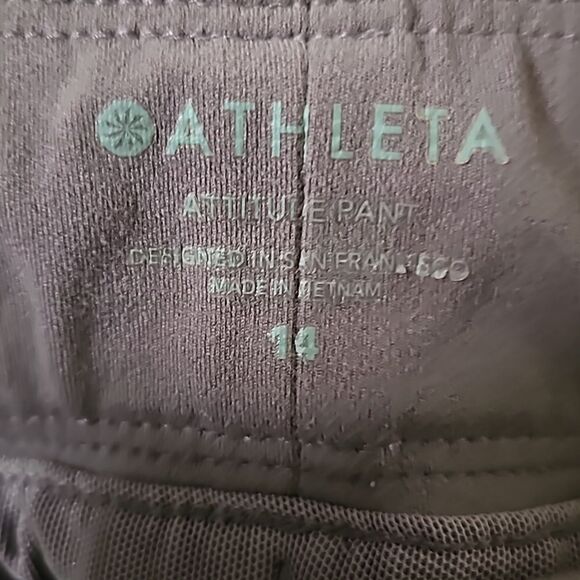 ATHLETA
ATTITUDE PANT
DESIGNED IN SAN FRANCISCO
MADE IN VIETNAM
14